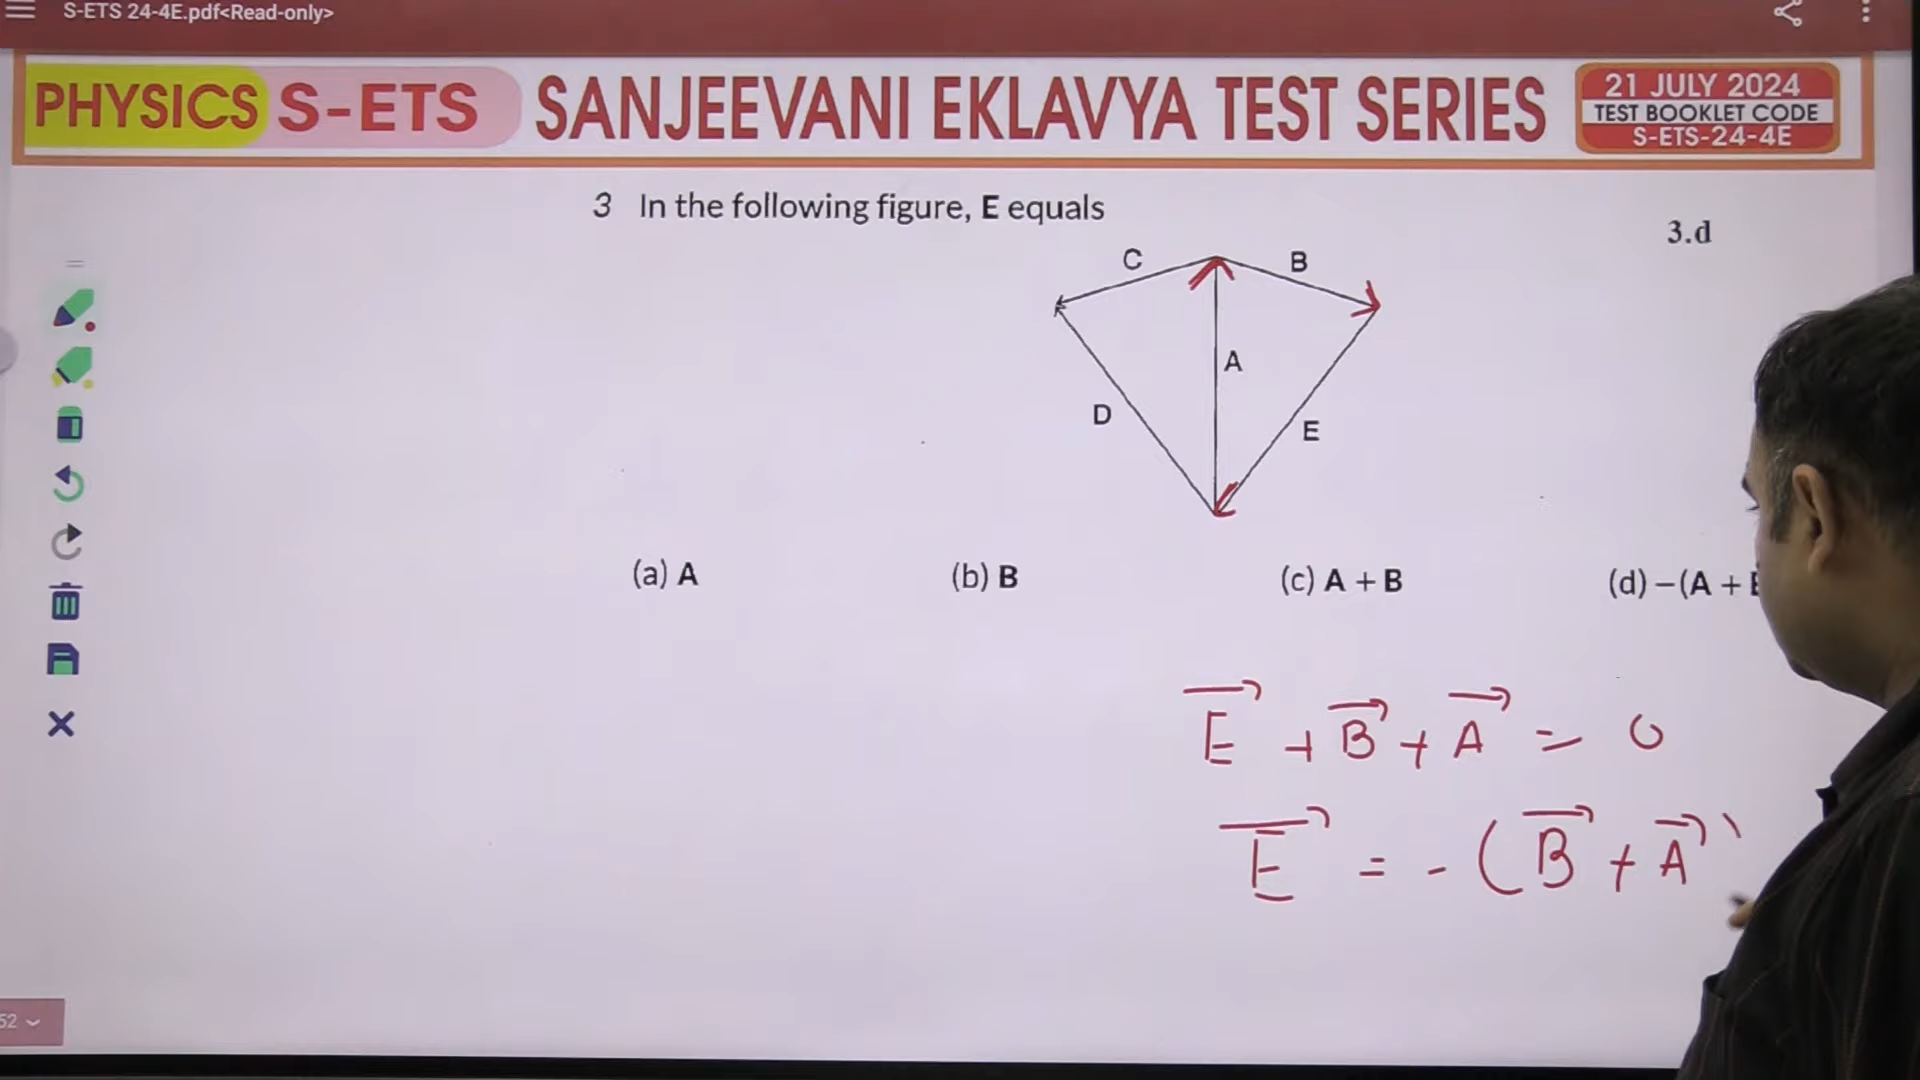 S-ETS 24-4E.pdf<Read-only>
PHYSICS S-ETS SANJEEVANI EKLAVYA TEST SERIES
21 JULY 2024
TEST BOOKLET CODE
S-ETS-24-4E
3 In the following figure, E equals
3.d
C
B
A
D
E
(a) A (b) B (c) A + B (d) –(A +
E + B + A = 0
E = - (B + A)
52